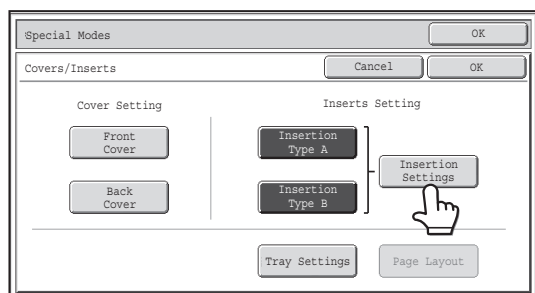 Special Modes
OK
Covers/Inserts
Cancel
OK
Cover Setting
Inserts Setting
Front
Cover
Insertion
Type A
Insertion
Settings
Back
Cover
Insertion
Type B
Tray Settings
Page Layout